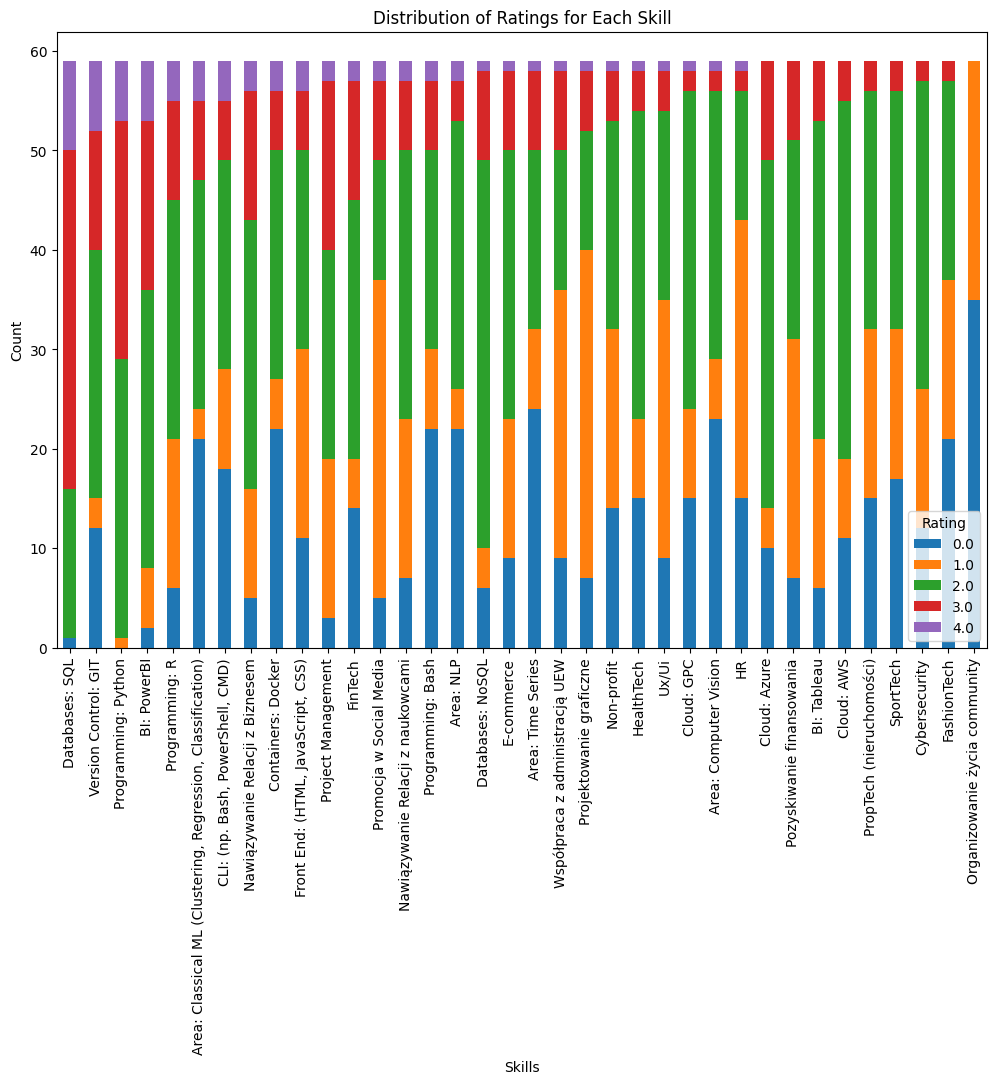 Distribution of Ratings for Each Skill
60
50
40
30
20
10
0
Count
Rating
0.0
1.0
2.0
3.0
4.0
Databases: SQL
Version Control: GIT
Programming: Python
BI: PowerBI
Programming: R
Area: Classical ML (Clustering, Regression, Classification)
CLI: (np. Bash, PowerShell, CMD)
Nawiązywanie Relacji z Biznesem
Containers: Docker
Front End: (HTML, JavaScript, CSS)
Project Management
FinTech
Promocja w Social Media
Nawiązywanie Relacji z naukowcami
Programming: Bash
Area: NLP
Databases: NoSQL
E-commerce
Area: Time Series
Współpraca z administracją UEW
Projektowanie graficzne
Non-profit
HealthTech
Ux/Ui
Cloud: GPC
Area: Computer Vision
HR
Cloud: Azure
Pozyskiwanie finansowania
BI: Tableau
Cloud: AWS
PropTech (nieruchomości)
SportTech
Cybersecurity
FashionTech
Organizowanie życia community
Skills